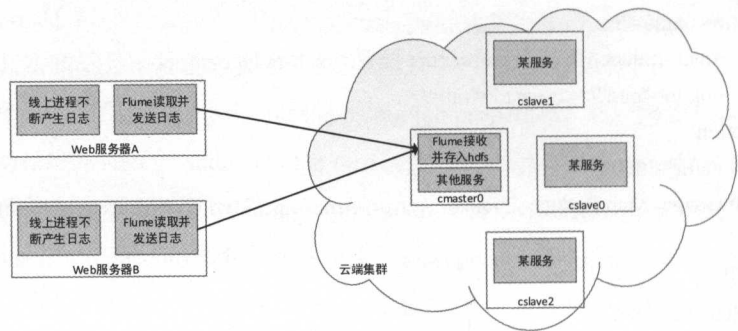 线上进程不
断产生日志
Flume读取并
发送日志
Web服务器A
线上进程不
断产生日志
Flume读取并
发送日志
Web服务器B
某服务
cslave1
Flume接收
并存入hdfs
其他服务
cmaster0
某服务
cslave0
云端集群
某服务
cslave2